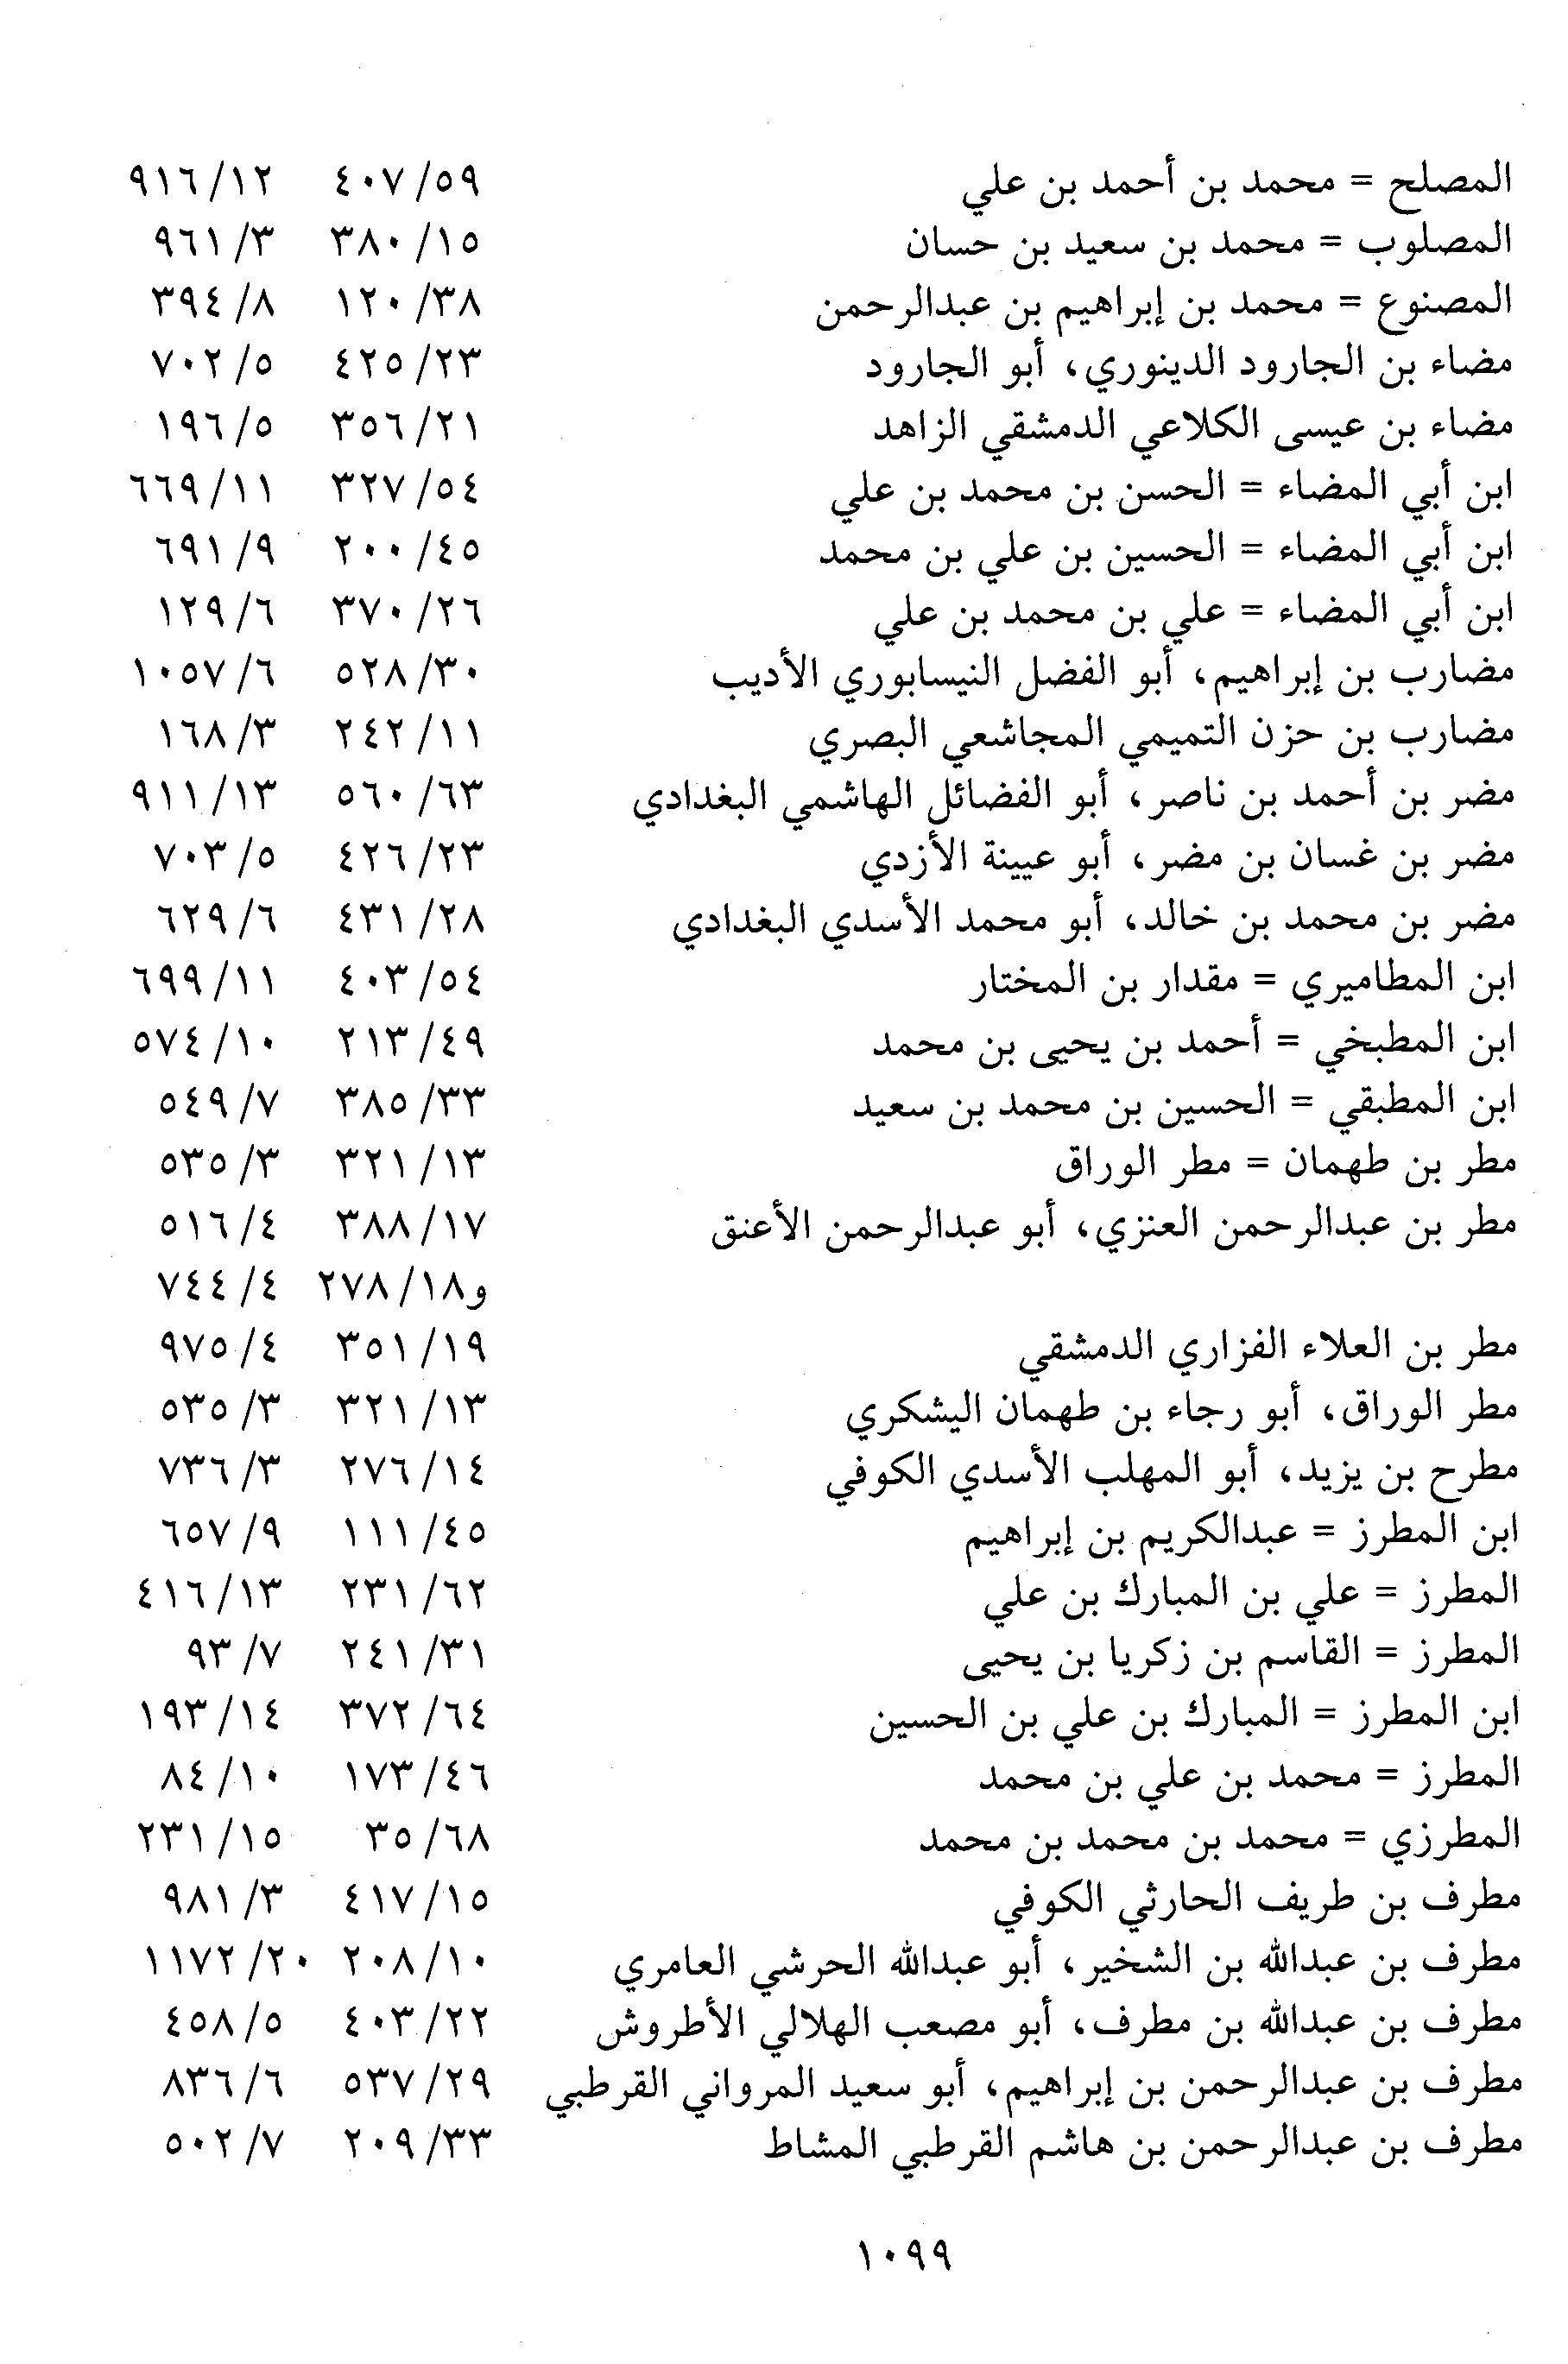 المصلح = محمد بن أحمد بن علي ٥٩/ ٤٠٧ ١٢/ ٩١٦
المصلوب = محمد بن سعيد بن حسان ١٥/ ٣٨٠ ٣/ ٩٦١
المصنوع = محمد بن إبراهيم بن عبدالرحمن ٣٨/ ١٢٠ ٨/ ٣٩٤
مضاء بن الجارود الدينوري، أبو الجارود ٢٣/ ٤٢٥ ٥/ ٧٠٢
مضاء بن عيسى الكلاعي الدمشقي الزاهد ٢١/ ٣٥٦ ٥/ ١٩٦
ابن أبي المضاء = الحسن بن محمد بن علي ٥٤/ ٣٢٧ ١١/ ٦٦٩
ابن أبي المضاء = الحسين بن علي بن محمد ٤٥/ ٢٠٠ ٩/ ٦٩١
ابن أبي المضاء = علي بن محمد بن علي ٢٦/ ٣٧٠ ٦/ ١٢٩
مضارب بن إبراهيم، أبو الفضل النيسابوري الأديب ٣٠/ ٥٢٨ ٦/ ١٠٥٧
مضارب بن حزن التميمي المجاشعي البصري ١١/ ٢٤٢ ٣/ ١٦٨
مضر بن أحمد بن ناصر، أبو الفضائل الهاشمي البغدادي ٦٣/ ٥٦٠ ١٣/ ٩١١
مضر بن غسان بن مضر، أبو عيينة الأزدي ٢٣/ ٤٢٦ ٥/ ٧٠٣
مضر بن محمد بن خالد، أبو محمد الأسدي البغدادي ٢٨/ ٤٣١ ٦/ ٦٢٩
ابن المطاميري = مقدار بن المختار ٥٤/ ٤٠٣ ١١/ ٦٩٩
ابن المطبخي = أحمد بن يحيى بن محمد ٤٩/ ٢١٣ ١٠/ ٥٧٤
ابن المطبقي = الحسين بن محمد بن سعيد ٣٣/ ٣٨٥ ٧/ ٥٤٩
مطر بن طهمان = مطر الوراق ١٣/ ٣٢١ ٣/ ٥٣٥
مطر بن عبدالرحمن العنزي، أبو عبدالرحمن الأعنق ١٧/ ٣٨٨ ٤/ ٥١٦
و١٨/ ٢٧٨ ٤/ ٧٤٤
مطر بن العلاء الفزاري الدمشقي ١٩/ ٣٥١ ٤/ ٩٧٥
مطر الوراق، أبو رجاء بن طهمان اليشكري ١٣/ ٣٢١ ٣/ ٥٣٥
مطرح بن يزيد، أبو المهلب الأسدي الكوفي ١٤/ ٢٧٦ ٣/ ٧٣٦
ابن المطرز = عبدالكريم بن إبراهيم ٤٥/ ١١١ ٩/ ٦٥٧
المطرز = علي بن المبارك بن علي ٦٢/ ٢٣١ ١٣/ ٤١٦
المطرز = القاسم بن زكريا بن يحيى ٣١/ ٢٤١ ٧/ ٩٣
ابن المطرز = المبارك بن علي بن الحسين ٦٤/ ٣٧٢ ١٤/ ١٩٣
المطرز = محمد بن علي بن محمد ٤٦/ ١٧٣ ١٠/ ٨٤
المطرزي = محمد بن محمد بن محمد ٦٨/ ٣٥ ١٥/ ٢٣١
مطرف بن طريف الحارثي الكوفي ١٥/ ٤١٧ ٣/ ٩٨١
مطرف بن عبدالله بن الشخير، أبو عبدالله الحرشي العامري ١٠/ ٢٠٨ ٢٠/ ١١٧٢
مطرف بن عبدالله بن مطرف، أبو مصعب الهلالي الأطروش ٢٢/ ٤٠٣ ٥/ ٤٥٨
مطرف بن عبدالرحمن بن إبراهيم، أبو سعيد المرواني القرطبي ٢٩/ ٥٣٧ ٦/ ٨٣٦
مطرف بن عبدالرحمن بن هاشم القرطبي المشاط ٣٣/ ٢٠٩ ٧/ ٥٠٢
١٠٩٩